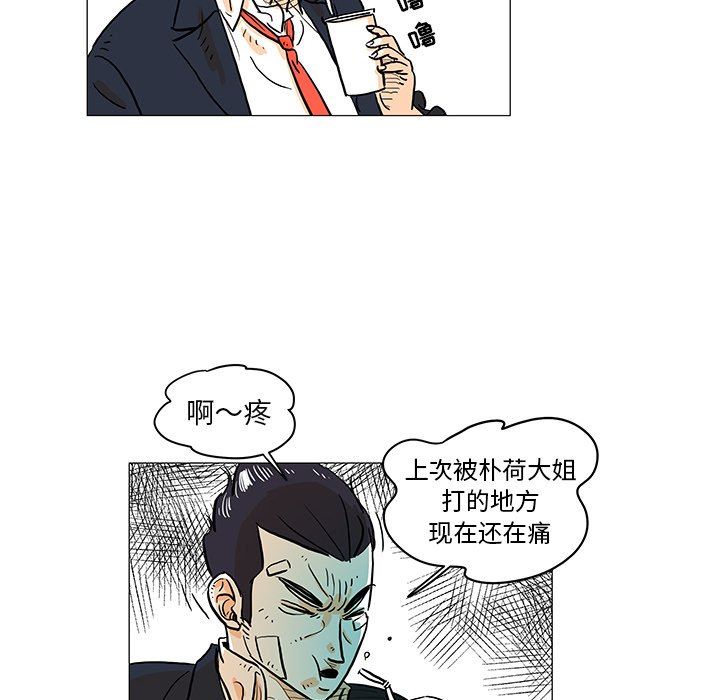 噜
噜
啊～疼
上次被朴荷大姐
打的地方
现在还在痛